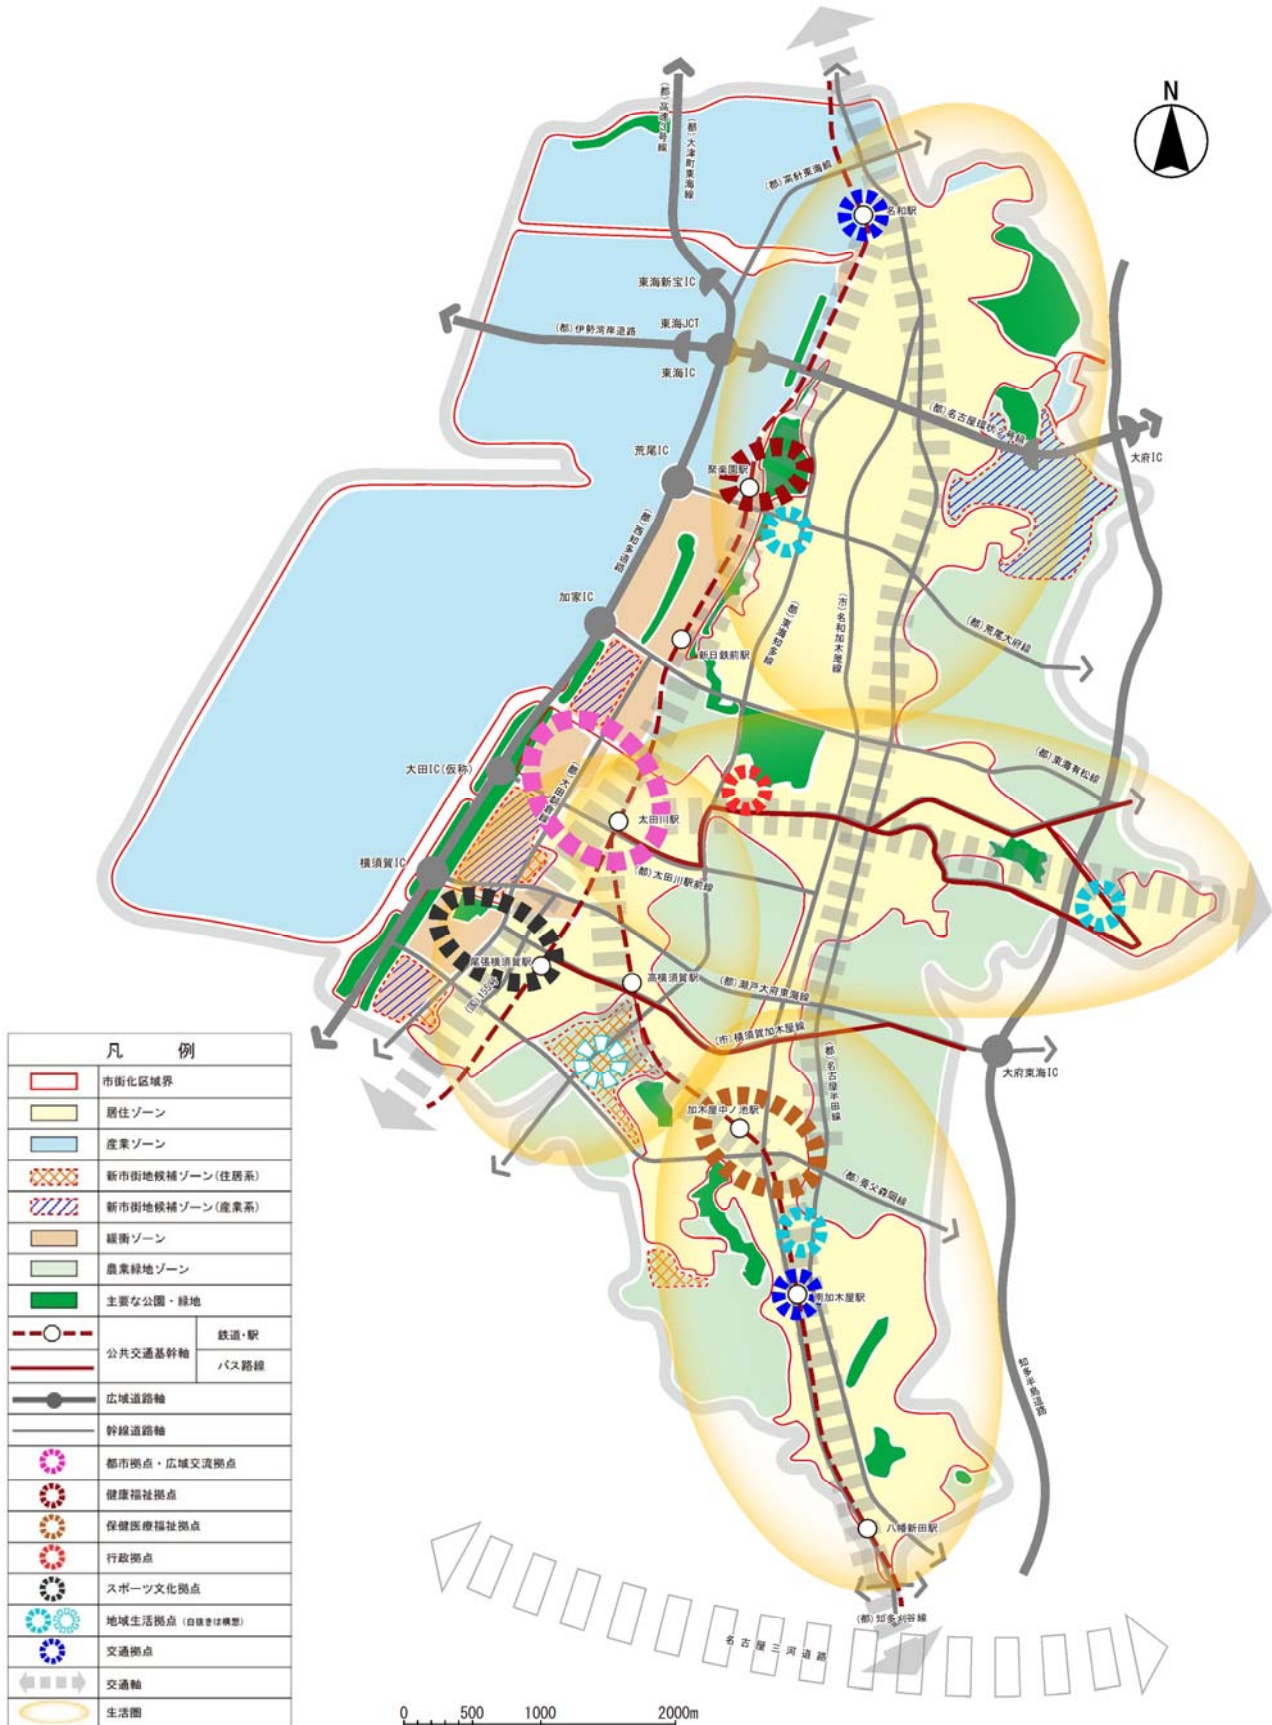 N
(都)高速3号線
(都)大津町東海線
(都)高針東海線
名和駅
東海新宝IC
東海JCT
(都)伊勢湾岸道路
東海IC
(都)名古屋環状2号線
大府IC
荒尾IC
聚楽園駅
(都)西知多道路
加家IC
新日鉄前駅
(都)東海知多線
(市)名和加木屋線
(都)荒尾大府線
(都)東海有松線
大田IC(仮称)
太田川駅
横須賀IC
(都)太田川駅前線
尾張横須賀駅
高横須賀駅
(国)155号
(都)瀬戸大府東海線
(市)横須賀加木屋線
(都)名古屋半田線
大府東海IC
加木屋中ノ池駅
(都)養父森岡線
南加木屋駅
知多半島道路
八幡新田駅
(都)知多刈谷線
名古屋三河道路
凡 例
市街化区域界
居住ゾーン
産業ゾーン
新市街地候補ゾーン(住居系)
新市街地候補ゾーン(産業系)
緩衝ゾーン
農業緑地ゾーン
主要な公園・緑地
公共交通基幹軸
鉄道・駅
バス路線
広域道路軸
幹線道路軸
都市拠点・広域交流拠点
健康福祉拠点
保健医療福祉拠点
行政拠点
スポーツ文化拠点
地域生活拠点 (白抜きは構想)
交通拠点
交通軸
生活圏
0 500 1000 2000m